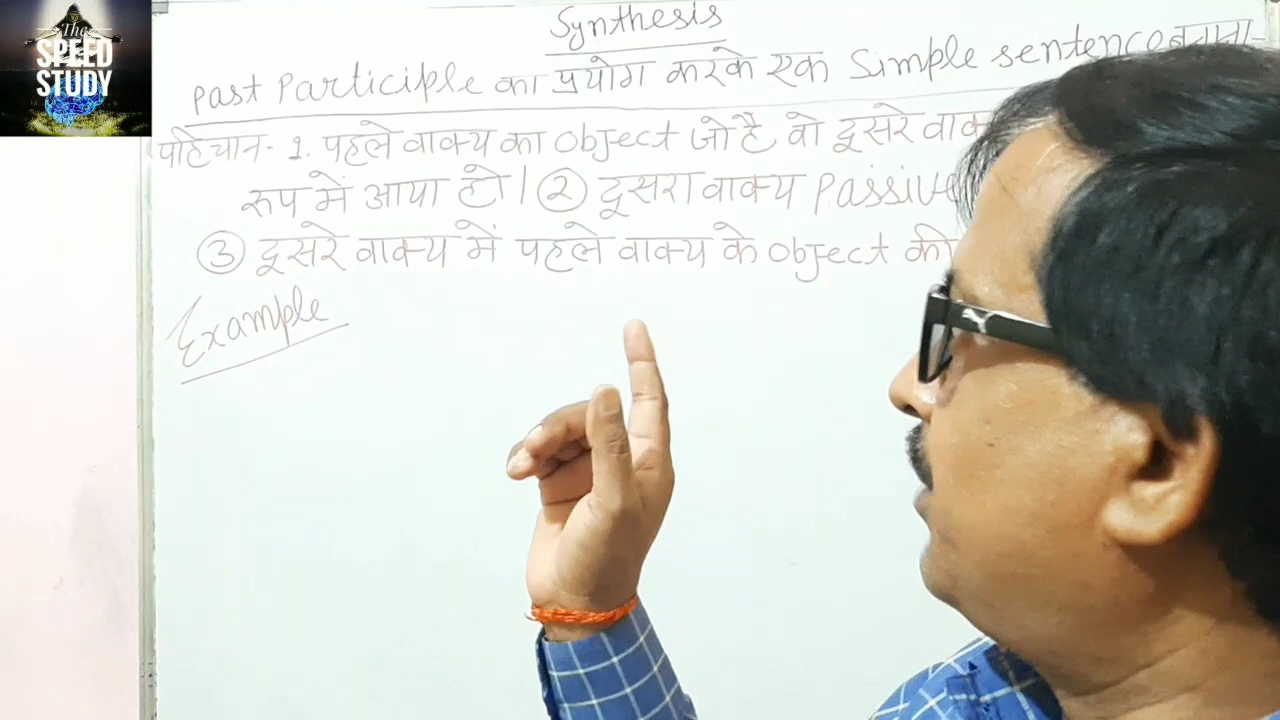 The
SPEED
STUDY
Synthesis
Past Participle का प्रयोग करके एक Simple sentence बनाना-
पहिचान- 1. पहले वाक्य का object जो है वो दूसरे
रूप में आया हो। ② दूसरा वाक्य Passive
③ दूसरे वाक्य में पहले वाक्य के object की
Example